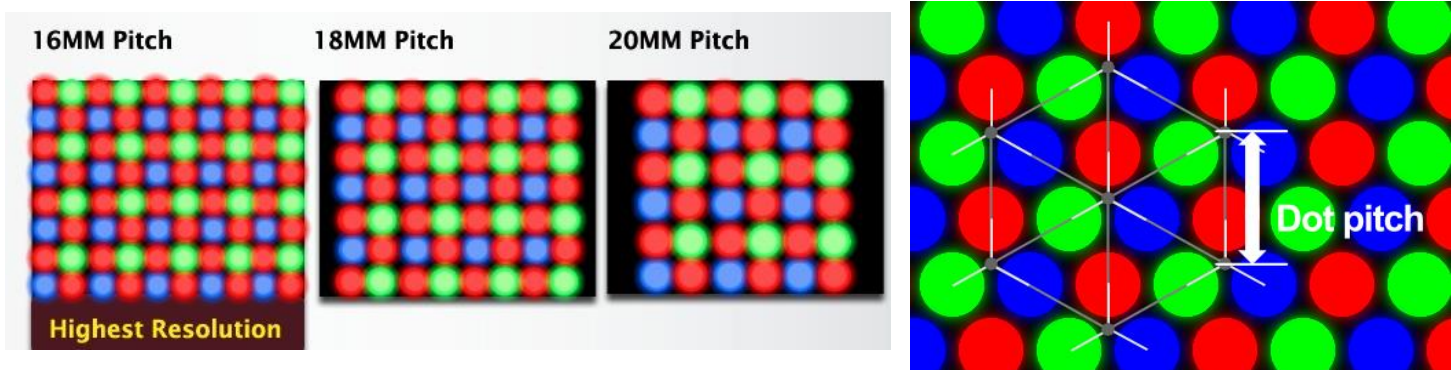 16MM Pitch
18MM Pitch
20MM Pitch
Highest Resolution
Dot pitch